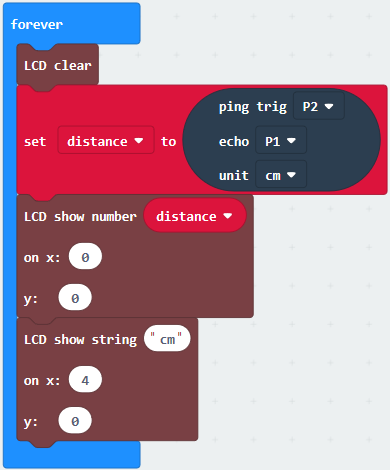 forever
LCD clear
ping trig P2
set distance to echo P1
unit cm
LCD show number distance
on x: 0
y: 0
LCD show string "cm"
on x: 4
y: 0